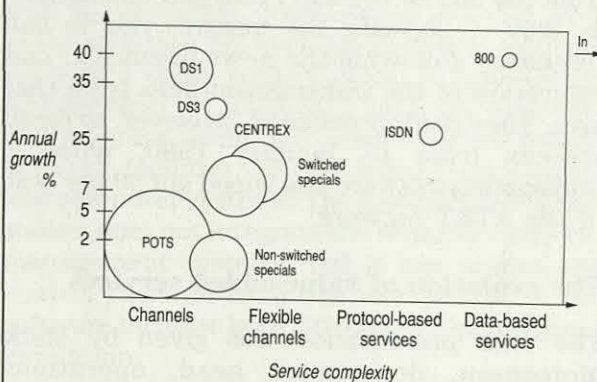 40
35
25
7
5
2
Annual
growth
%
DS1
DS3
CENTREX
Switched
specials
POTS
Non-switched
specials
ISDN
800
In
Channels
Flexible
channels
Protocol-based
services
Data-based
services
Service complexity